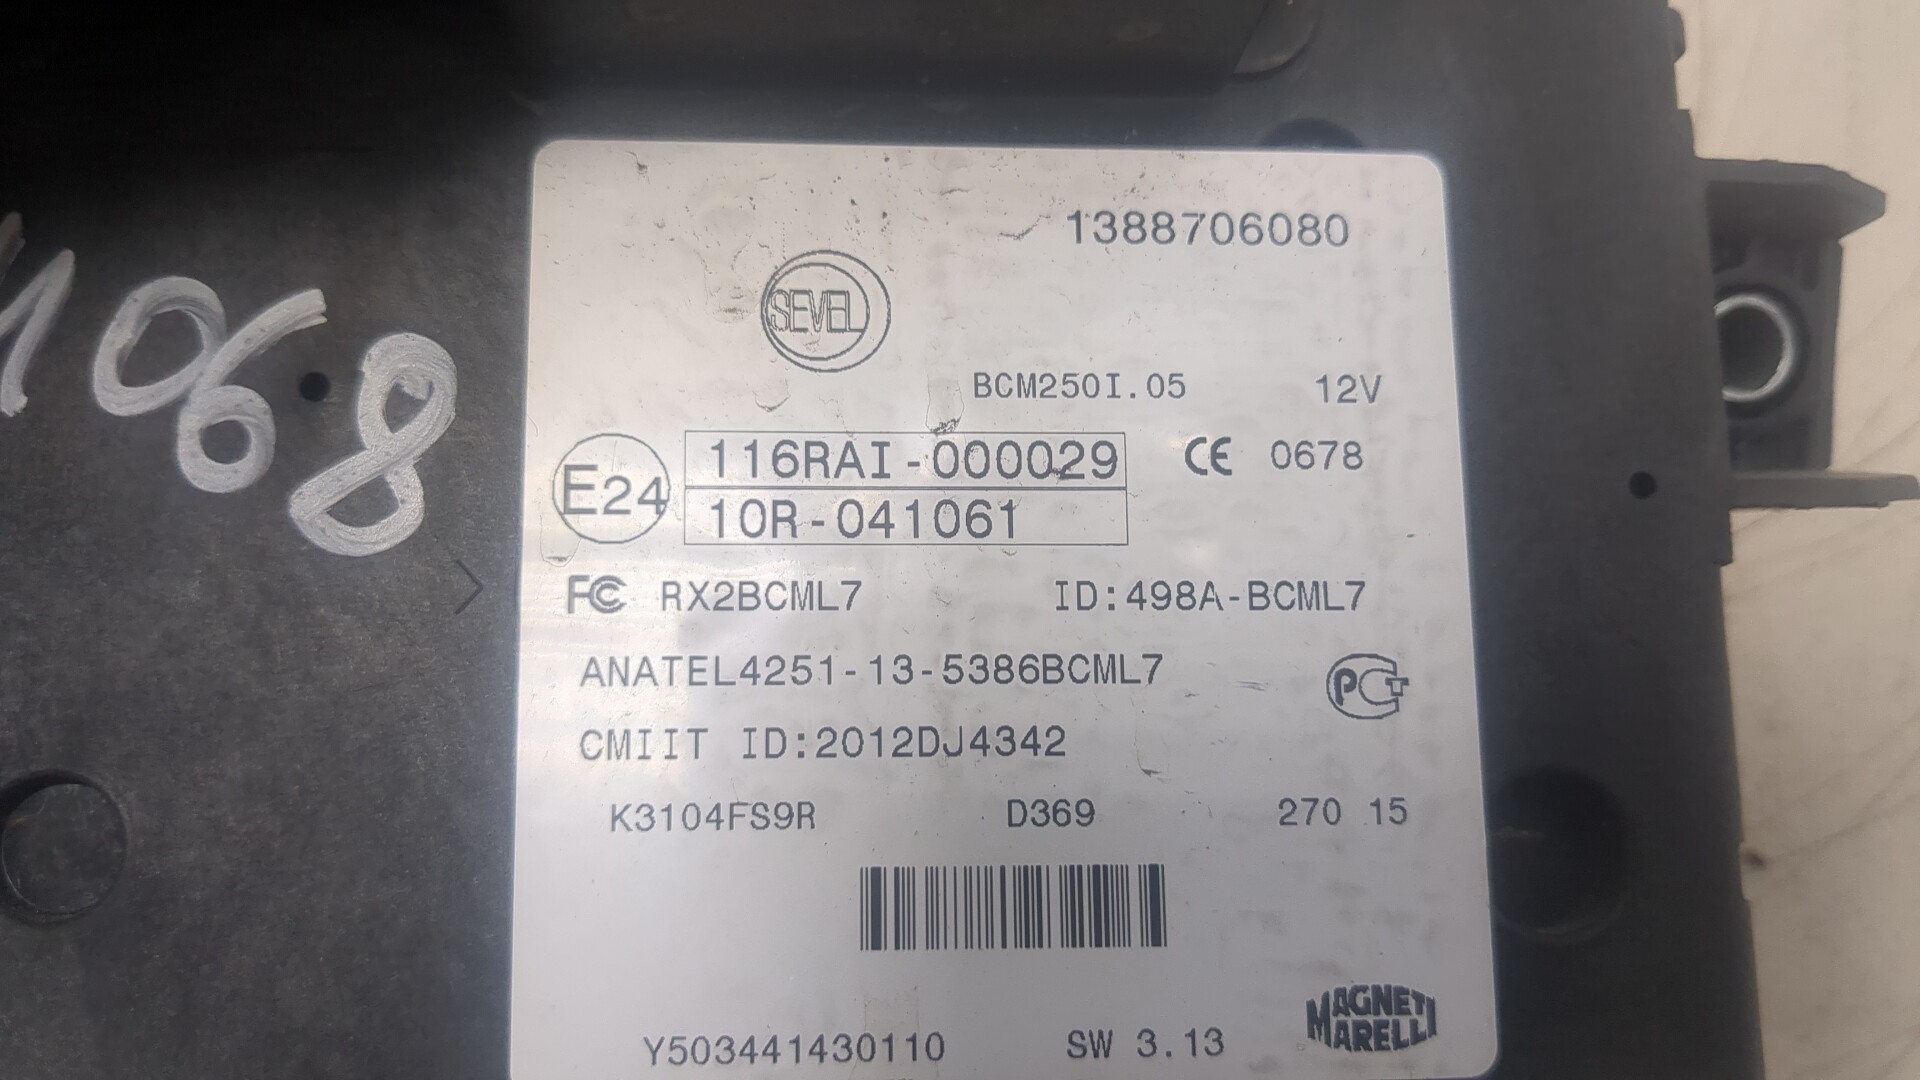 1388706080
SEVEL
BCM250I.05 12V
E24 116RAI-000029 CE 0678
10R-041061
FC RX2BCML7 ID:498A-BCML7
ANATEL4251-13-5386BCML7 PCT
CMIIT ID:2012DJ4342
K3104FS9R D369 270 15
Y503441430110 SW 3.13
MAGNETI
MARELLI
1068